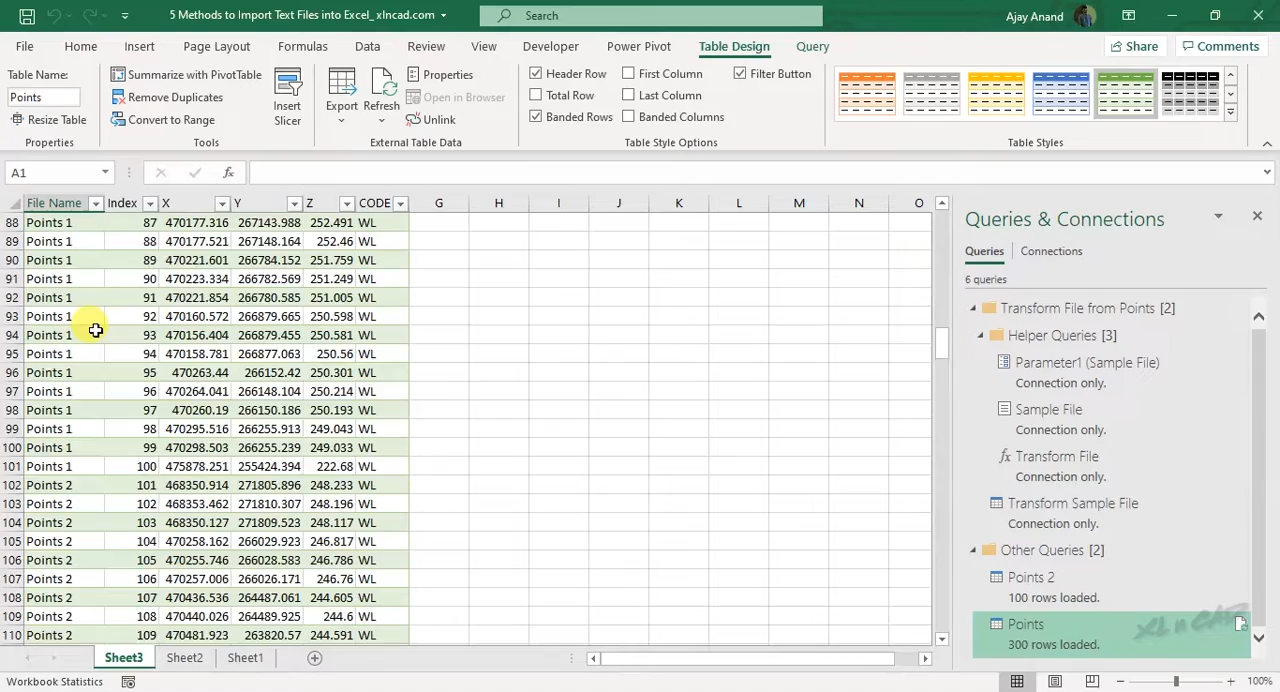 5 Methods to Import Text Files into Excel_ xlncad.com
Search
Ajay Anand
File Home Insert Page Layout Formulas Data Review View Developer Power Pivot Table Design Query Share Comments
Table Name:
Points
Resize Table
Properties
Summarize with PivotTable
Remove Duplicates
Convert to Range
Tools
Insert
Slicer
Export
Refresh
Properties
Open in Browser
Unlink
External Table Data
Header Row First Column Filter Button
Total Row Last Column
Banded Rows Banded Columns
Table Style Options
Table Styles
A1
fx
File Name Index X Y Z CODE G H I J K L M N O
88 Points 1 87 470177.316 267143.988 252.491 WL
89 Points 1 88 470177.521 267148.164 252.46 WL
90 Points 1 89 470221.601 266784.152 251.759 WL
91 Points 1 90 470223.334 266782.569 251.249 WL
92 Points 1 91 470221.854 266780.585 251.005 WL
93 Points 1 92 470160.572 266879.065 250.598 WL
94 Points 1 93 470156.404 266879.455 250.581 WL
95 Points 1 94 470158.781 266877.063 250.56 WL
96 Points 1 95 470263.44 266152.42 250.301 WL
97 Points 1 96 470264.041 266148.104 250.214 WL
98 Points 1 97 470260.19 266150.186 250.193 WL
99 Points 1 98 470295.516 266255.913 249.043 WL
100 Points 1 99 470298.503 266255.239 249.033 WL
101 Points 1 100 475878.251 255424.394 222.68 WL
102 Points 2 101 468350.914 271805.896 248.233 WL
103 Points 2 102 468353.462 271810.307 248.196 WL
104 Points 2 103 468350.127 271809.523 248.117 WL
105 Points 2 104 470258.162 266029.923 246.817 WL
106 Points 2 105 470255.746 266028.583 246.786 WL
107 Points 2 106 470257.006 266026.171 246.76 WL
108 Points 2 107 470436.536 264487.061 244.605 WL
109 Points 2 108 470440.026 264489.925 244.6 WL
110 Points 2 109 470481.923 263820.57 244.591 WL
Queries & Connections
Queries Connections
6 queries
Transform File from Points [2]
Helper Queries [3]
Parameter1 (Sample File)
Connection only.
Sample File
Connection only.
fx Transform File
Connection only.
Transform Sample File
Connection only.
Other Queries [2]
Points 2
100 rows loaded.
Points
300 rows loaded.
XL n CAD
Sheet3 Sheet2 Sheet1
Workbook Statistics
100%